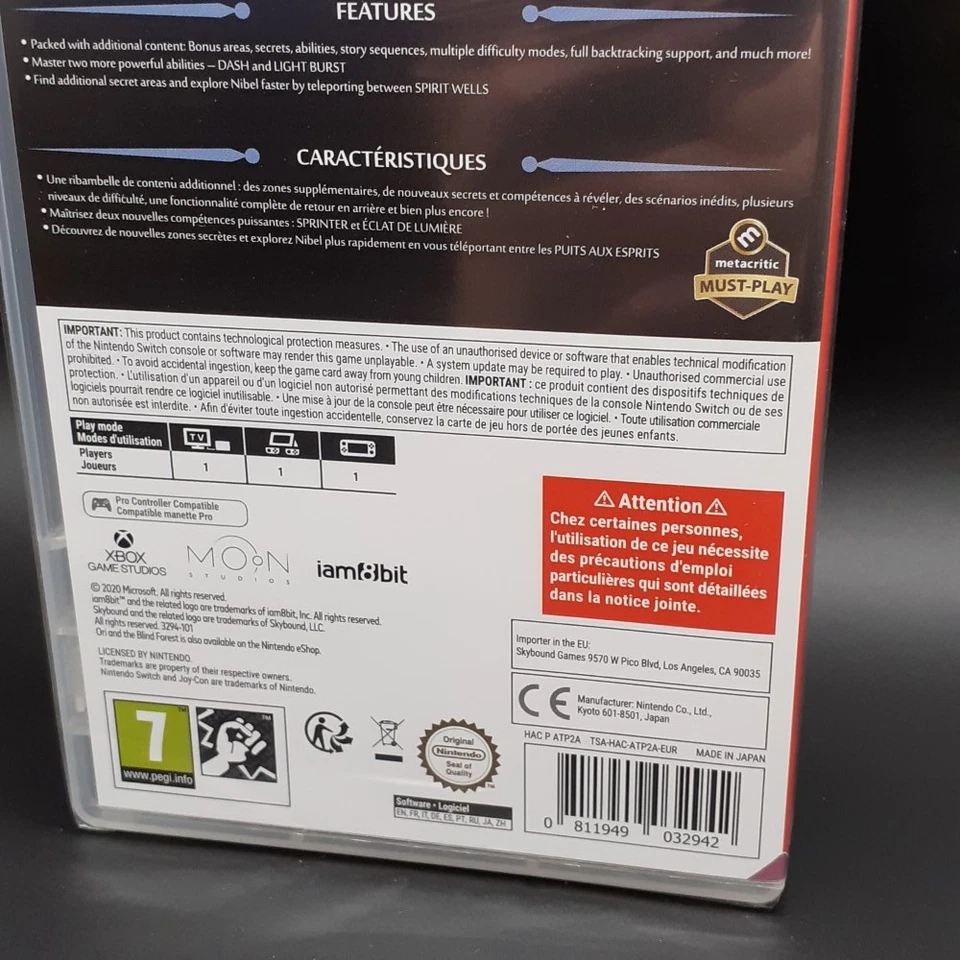 FEATURES
• Packed with additional content: Bonus areas, secrets, abilities, story sequences, multiple difficulty modes, full backtracking support, and much more!
• Master two more powerful abilities – DASH and LIGHT BURST
• Find additional secret areas and explore Nibel faster by teleporting between SPIRIT WELLS
CARACTÉRISTIQUES
• Une ribambelle de contenu additionnel : des zones supplémentaires, de nouveaux secrets et compétences à révéler, des scénarios inédits, plusieurs
niveaux de difficulté, une fonctionnalité complète de retour en arrière et bien plus encore !
• Maîtrisez deux nouvelles compétences puissantes : SPRINTER et ÉCLAT DE LUMIÈRE
• Découvrez de nouvelles zones secrètes et explorez Nibel plus rapidement en vous téléportant entre les PUITS AUX ESPRITS
metacritic
MUST-PLAY
IMPORTANT: This product contains technological protection measures. • The use of an unauthorised device or software that enables technical modification
of the Nintendo Switch console or software may render this game unplayable. • A system update may be required to play. • Unauthorised commercial use
prohibited. • To avoid accidental ingestion, keep the game card away from young children. IMPORTANT : ce produit contient des dispositifs techniques de
protection. • L'utilisation d'un appareil ou d'un logiciel non autorisé permettant des modifications techniques de la console Nintendo Switch ou de ses
logiciels pourrait rendre ce logiciel inutilisable. • Une mise à jour de la console peut être nécessaire pour utiliser ce logiciel. • Toute utilisation commerciale
non autorisée est interdite. • Afin d'éviter toute ingestion accidentelle, conservez la carte de jeu hors de portée des jeunes enfants.
Play mode
Modes d'utilisation
TV
Players
Joueurs
1
1
1
Pro Controller Compatible
Compatible manette Pro
XBOX
GAME STUDIOS
MOON
STUDIOS
iam8bit
© 2020 Microsoft. All rights reserved.
iam8bit™ and the related logo are trademarks of iam8bit, Inc. All rights reserved.
Skybound and the related logo are trademarks of Skybound, LLC.
All rights reserved. 3294-101
Ori and the Blind Forest is also available on the Nintendo eShop.
LICENSED BY NINTENDO.
Trademarks are property of their respective owners.
Nintendo Switch and Joy-Con are trademarks of Nintendo.
Attention
Chez certaines personnes,
l'utilisation de ce jeu nécessite
des précautions d'emploi
particulières qui sont détaillées
dans la notice jointe.
Importer in the EU:
Skybound Games 9570 W Pico Blvd, Los Angeles, CA 90035
CE
Manufacturer: Nintendo Co., Ltd.,
Kyoto 601-8501, Japan
HAC P ATP2A TSA-HAC-ATP2A-EUR MADE IN JAPAN
7
™
www.pegi.info
™
Original
Nintendo
Seal of
Quality
™
Software • Logiciel
EN, FR, IT, DE, ES, PT, RU, JA, ZH
0 811949 032942